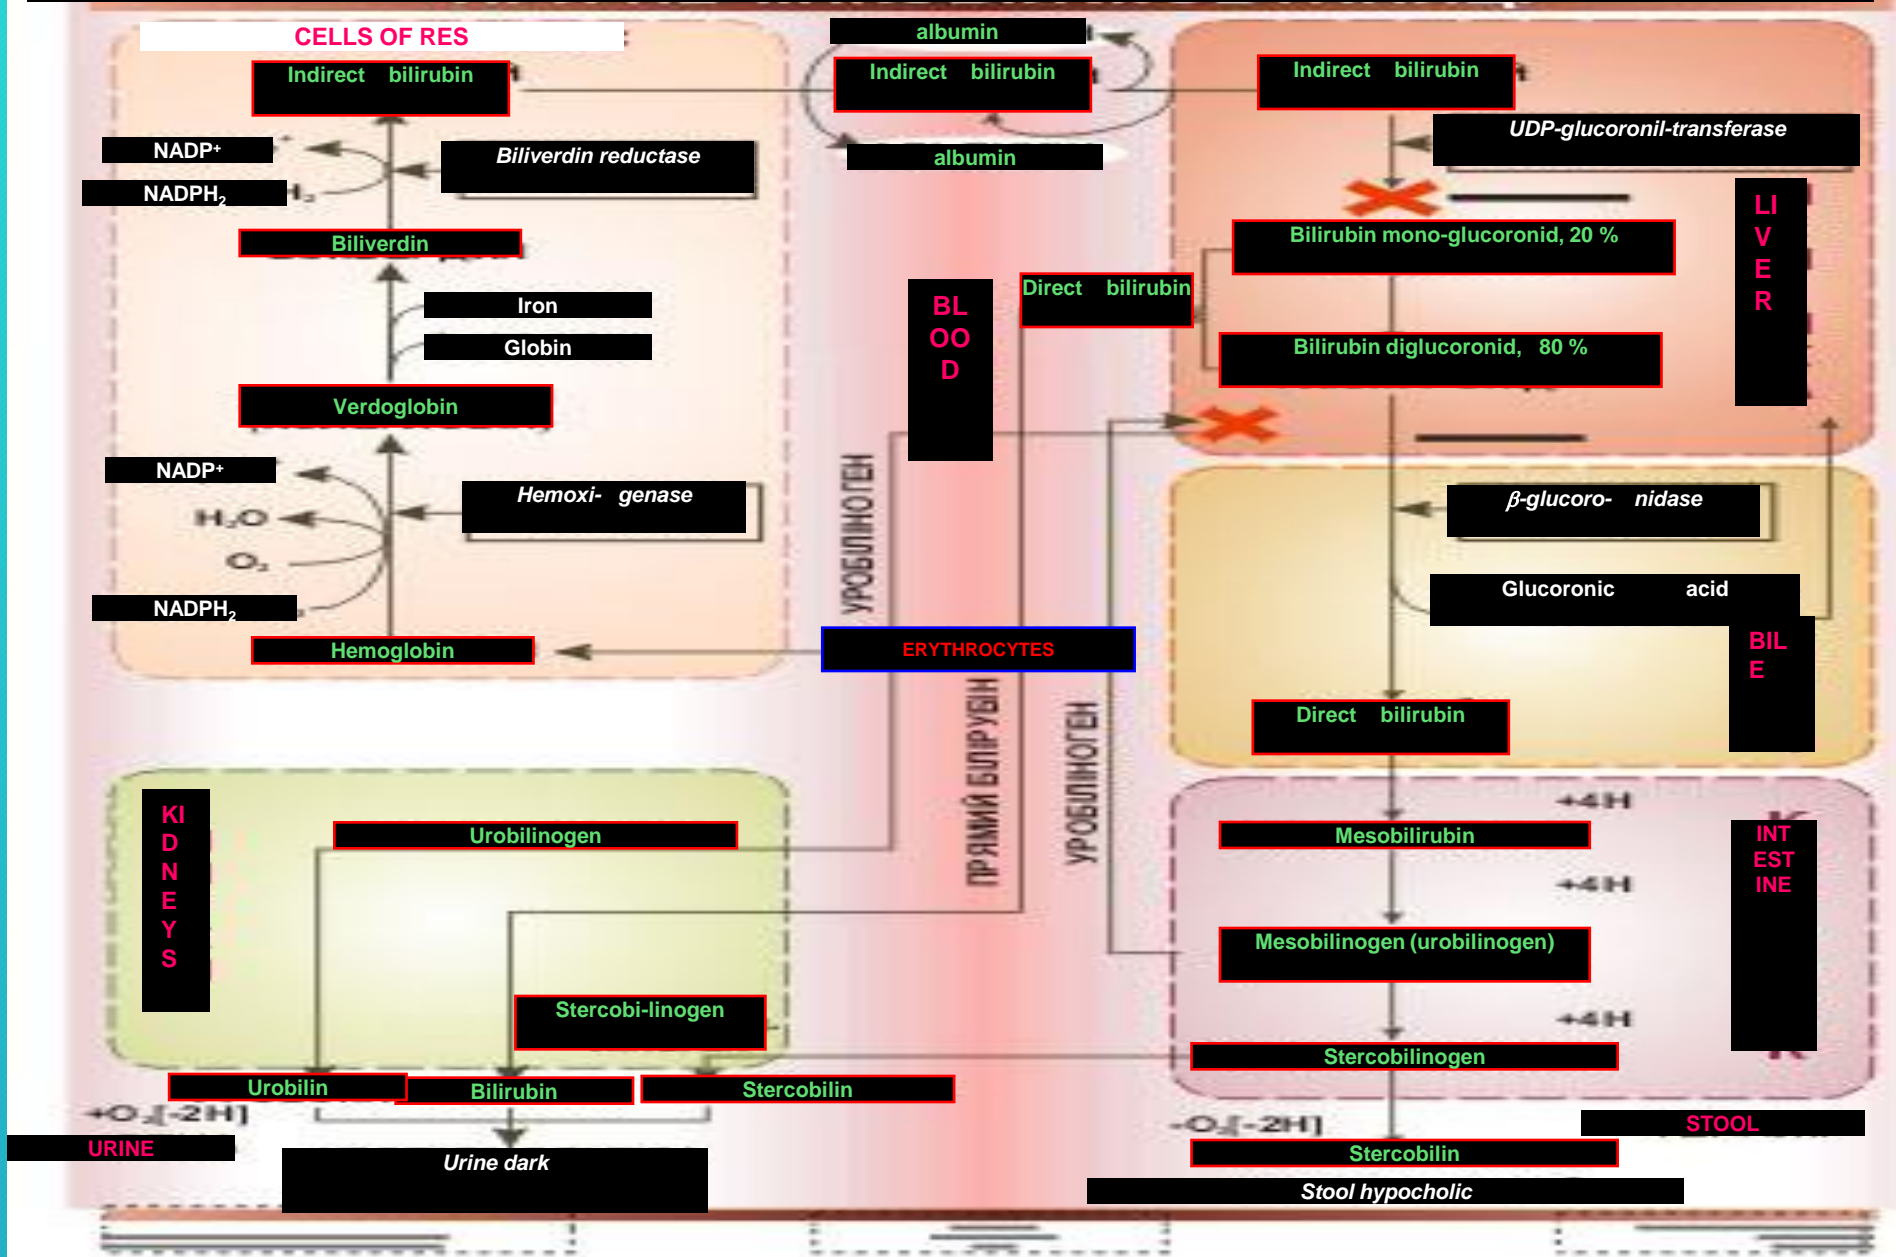 CELLS OF RES
Indirect bilirubin
NADP+
NADPH2
Biliverdin reductase
Biliverdin
Iron
Globin
Verdoglobin
NADP+
H2O
O2
NADPH2
Hemoxi- genase
Hemoglobin
albumin
Indirect bilirubin
albumin
BL
OO
D
Direct bilirubin
УРОБІЛІНОГЕН
ERYTHROCYTES
ПРЯМИЙ БІЛІРУБІН
УРОБІЛІНОГЕН
Indirect bilirubin
UDP-glucoronil-transferase
LI
V
E
R
Bilirubin mono-glucoronid, 20 %
Bilirubin diglucoronid, 80 %
β-glucoro- nidase
Glucoronic acid
BIL
E
Direct bilirubin
+4H
Mesobilirubin
INT
EST
INE
+4H
Mesobilinogen (urobilinogen)
+4H
Stercobilinogen
-O2[-2H]
STOOL
Stercobilin
Stool hypocholic
KI
D
N
E
Y
S
Urobilinogen
Stercobi-linogen
Urobilin
Bilirubin
Stercobilin
+O2[-2H]
URINE
Urine dark